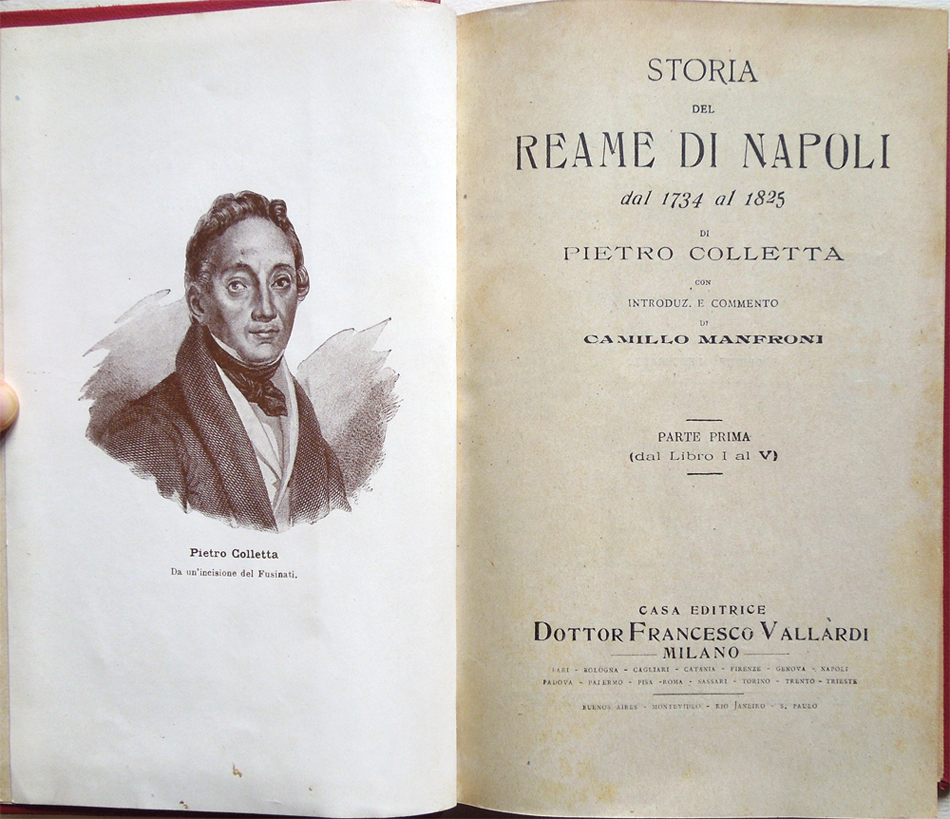 Pietro Colletta
Da un'incisione del Fusinati.
STORIA
DEL
REAME DI NAPOLI
dal 1734 al 1825
DI
PIETRO COLLETTA
CON
INTRODUZ. E COMMENTO
DI
CAMILLO MANFRONI
PARTE PRIMA
(dal Libro I al V)
CASA EDITRICE
DOTTOR FRANCESCO VALLARDI
MILANO
BARI - BOLOGNA - CAGLIARI - CATANIA - FIRENZE - GENOVA - NAPOLI
PADOVA - PALERMO - PISA - ROMA - SASSARI - TORINO - TRENTO - TRIESTE
BUENOS AIRES - MONTEVIDEO - RIO JANEIRO - S. PAULO